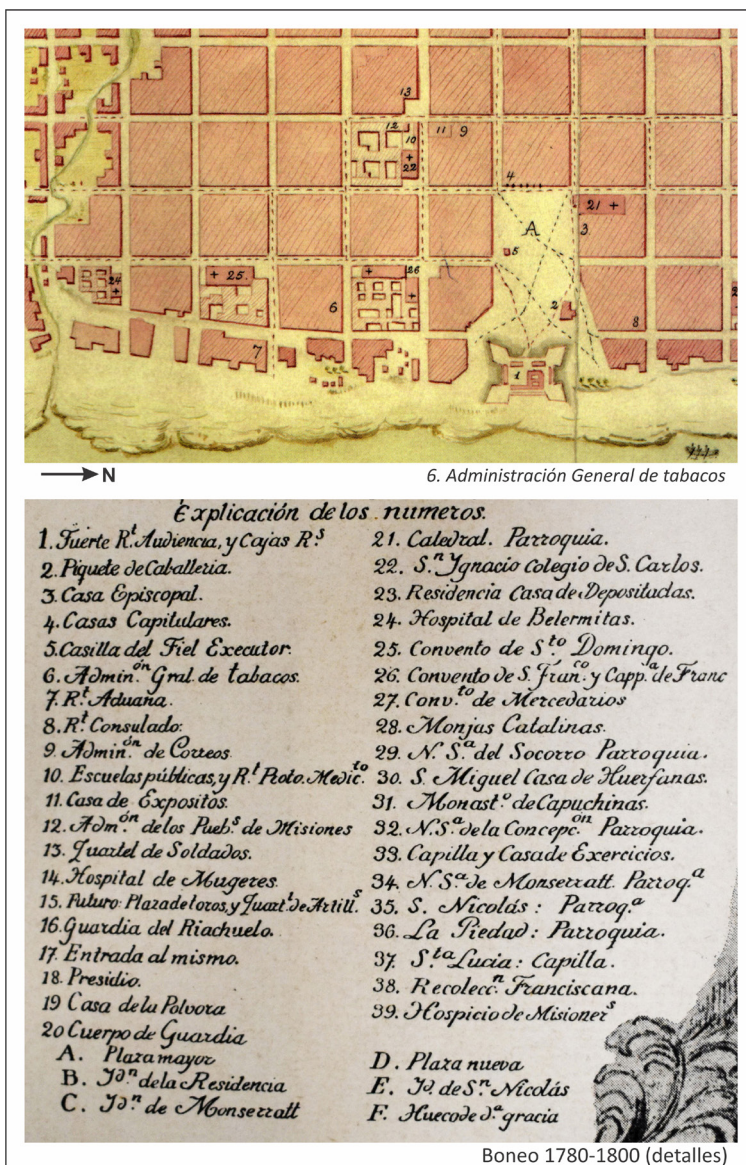 13
12
10
11
9
22
4
21
A
3
5
24
25
26
6
2
8
7
1
N
6. Administración General de tabacos
Explicación de los numeros.
1. Fuerte R.l Audiencia, y Cajas R.s
2. Piquete de Caballeria.
3. Casa Episcopal.
4. Casas Capitulares.
5. Casilla del Fiel Executor.
6. Admin.ón Gral. de tabacos.
7. R.l Aduana.
8. R.l Consulado.
9. Admin.ón de Correos
10. Escuelas públicas, y R.l Proto. Medic.to
11. Casa de Expositos.
12. Adm.ón de los Pueb.s de Misiones
13. Quartel de Soldados.
14. Hospital de Mugeres.
15. Futuro: Plaza de toros, y Quart.l de Artill.s
16. Guardia del Riachuelo.
17. Entrada al mismo.
18. Presidio.
19 Casa de la Polvora
20 Cuerpo de Guardia
A. Plaza mayor
B. Id.n de la Residencia
C. Id.n de Monserratt
21. Catedral. Parroquia.
22. S.n Ygnacio Colegio de S. Carlos.
23. Residencia Casa de Depositadas.
24. Hospital de Belermitas.
25. Convento de S.to Domingo.
26. Convento de S. Fran.co y Capp.a de Franc
27. Conv.to de Mercedarios
28. Monjas Catalinas.
29. N. S.a del Socorro Parroquia.
30. S. Miguel Casa de Huerfanas.
31. Monast.o de Capuchinas.
32. N. S.a de la Concepc.ón Parroquia.
33. Capilla y Casa de Exercicios.
34. N. S.a de Monserratt. Parroq.a
35. S. Nicolás: Parroq.a
36. La Piedad: Parroquia.
37. S.ta Lucia: Capilla.
38. Recolecc.n Franciscana.
39. Hospicio de Misioner.s
D. Plaza nueva
E. Id. de S.n Nicolás
F. Hueco de d.a gracia
Boneo 1780-1800 (detalles)